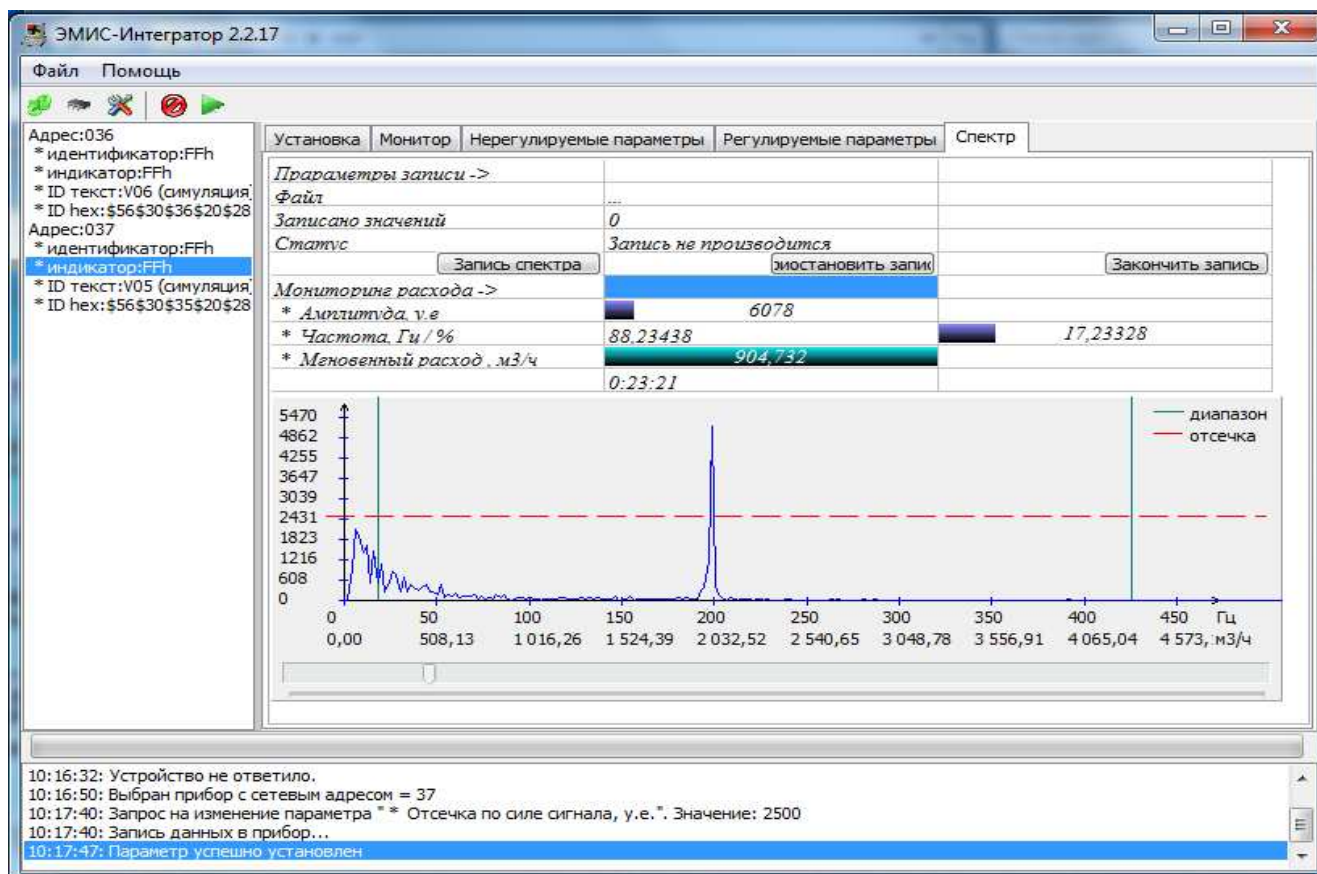 ЭМИС-Интегратор 2.2.17
Файл Помощь
Адрес:036
* идентификатор:FFh
* индикатор:FFh
* ID текст:V06 (симуляция)
* ID hex:$56$30$36$20$28
Адрес:037
* идентификатор:FFh
* индикатор:FFh
* ID текст:V05 (симуляция)
* ID hex:$56$30$35$20$28
Установка Монитор Нерегулируемые параметры Регулируемые параметры Спектр
Прараметры записи ->
Файл ...
Записано значений 0
Статус Запись не производится
Запись спектра риостановить запис Закончить запись
Мониторинг расхода ->
* Амплитуда, у.е 6078
* Частота, Гц / % 88,23438 17,23328
* Мгновенный расход , м3/ч 904,732
0:23:21
5470
4862
4255
3647
3039
2431
1823
1216
608
0
диапазон
отсечка
0 50 100 150 200 250 300 350 400 450 Гц
0,00 508,13 1 016,26 1 524,39 2 032,52 2 540,65 3 048,78 3 556,91 4 065,04 4 573, м3/ч
10:16:32: Устройство не ответило.
10:16:50: Выбран прибор с сетевым адресом = 37
10:17:40: Запрос на изменение параметра " * Отсечка по силе сигнала, у.е.". Значение: 2500
10:17:40: Запись данных в прибор...
10:17:47: Параметр успешно установлен